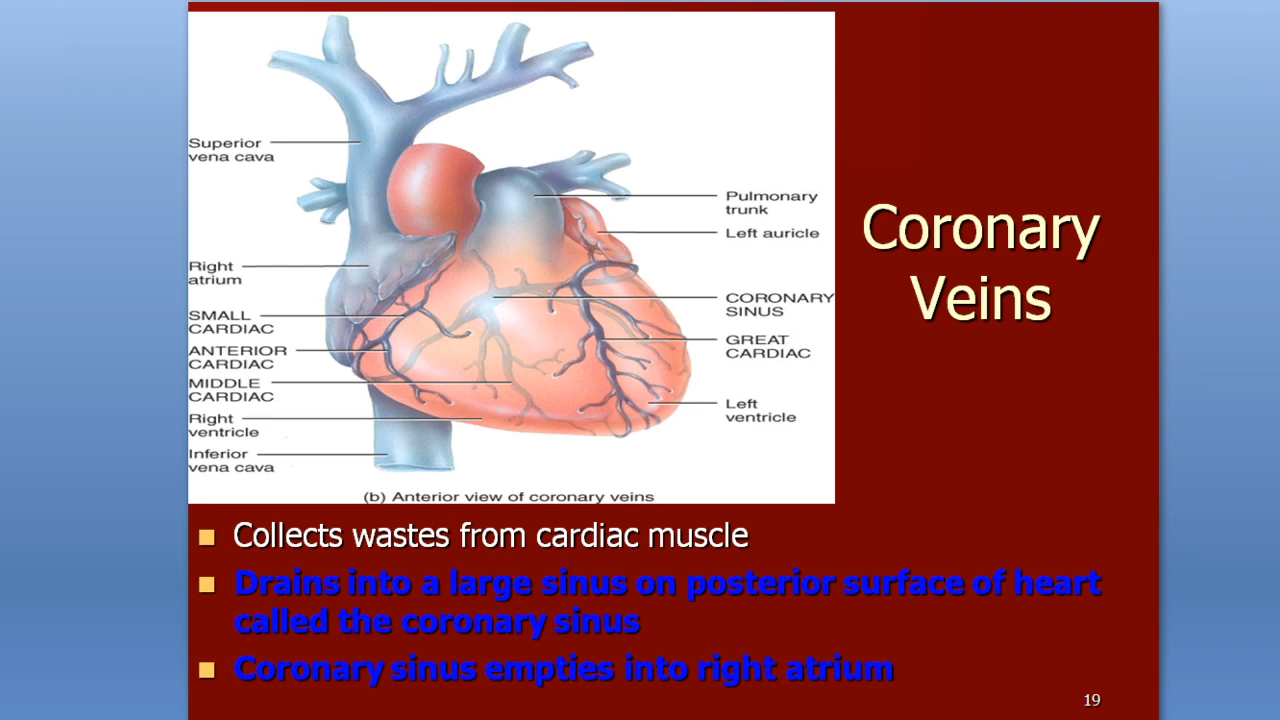 Superior
vena cava
Right
atrium
SMALL
CARDIAC
ANTERIOR
CARDIAC
MIDDLE
CARDIAC
Right
ventricle
Inferior
vena cava
Pulmonary
trunk
Left auricle
CORONARY
SINUS
GREAT
CARDIAC
Left
ventricle
(b) Anterior view of coronary veins
Coronary
Veins
Collects wastes from cardiac muscle
Drains into a large sinus on posterior surface of heart
called the coronary sinus
Coronary sinus empties into right atrium
19